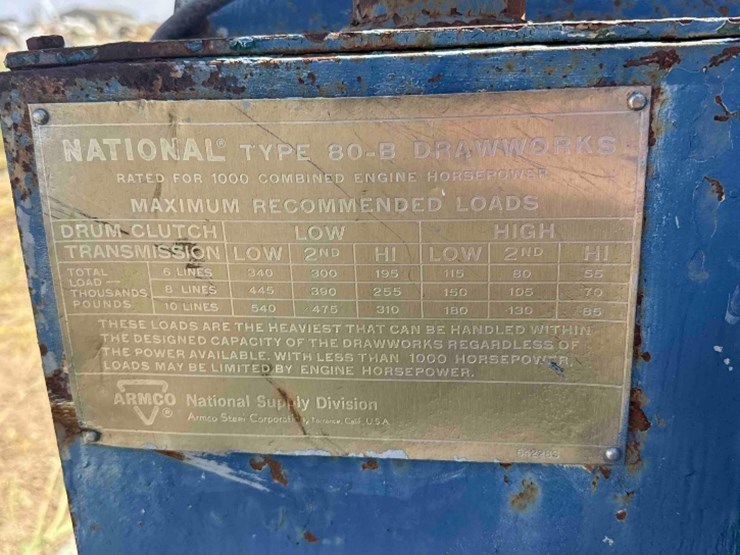 NATIONAL® TYPE 80-B DRAWWORKS
RATED FOR 1000 COMBINED ENGINE HORSEPOWER
MAXIMUM RECOMMENDED LOADS
DRUM CLUTCH LOW HIGH
TRANSMISSION LOW 2ND HI LOW 2ND HI
TOTAL LOAD — THOUSANDS POUNDS
6 LINES 340 300 195 115 80 55
8 LINES 445 390 255 150 105 70
10 LINES 540 475 310 180 130 85
THESE LOADS ARE THE HEAVIEST THAT CAN BE HANDLED WITHIN
THE DESIGNED CAPACITY OF THE DRAWWORKS REGARDLESS OF
THE POWER AVAILABLE. WITH LESS THAN 1000 HORSEPOWER,
LOADS MAY BE LIMITED BY ENGINE HORSEPOWER.
ARMCO® National Supply Division
Armco Steel Corporation, Torrance, Calif., U.S.A.